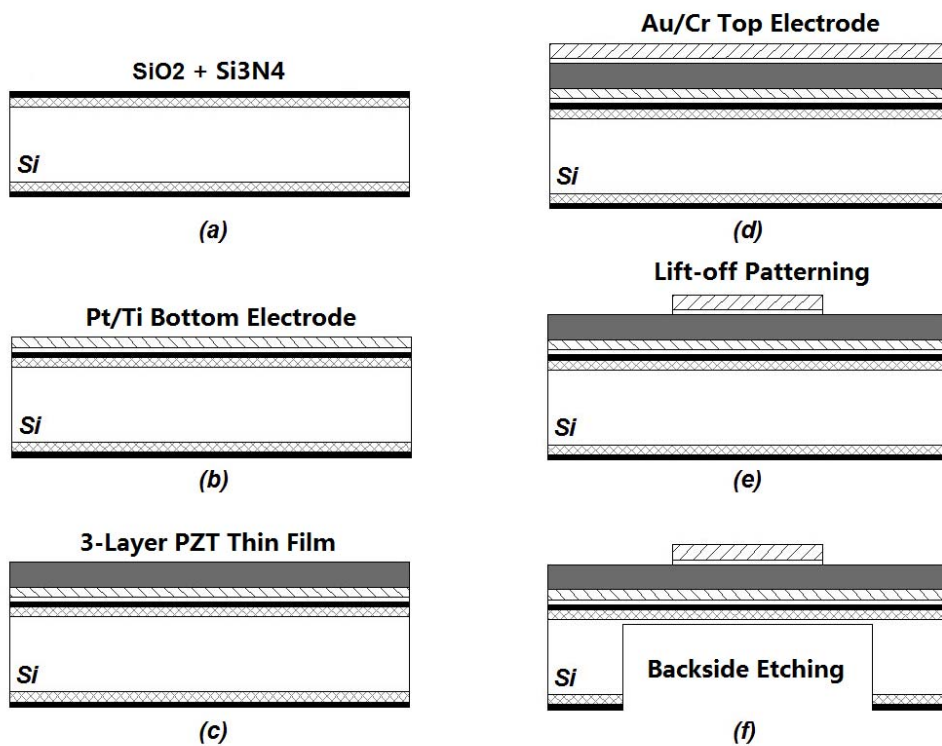 SiO2 + Si3N4
Si
(a)
Pt/Ti Bottom Electrode
Si
(b)
3-Layer PZT Thin Film
Si
(c)
Au/Cr Top Electrode
Si
(d)
Lift-off Patterning
Si
(e)
Si
Backside Etching
(f)